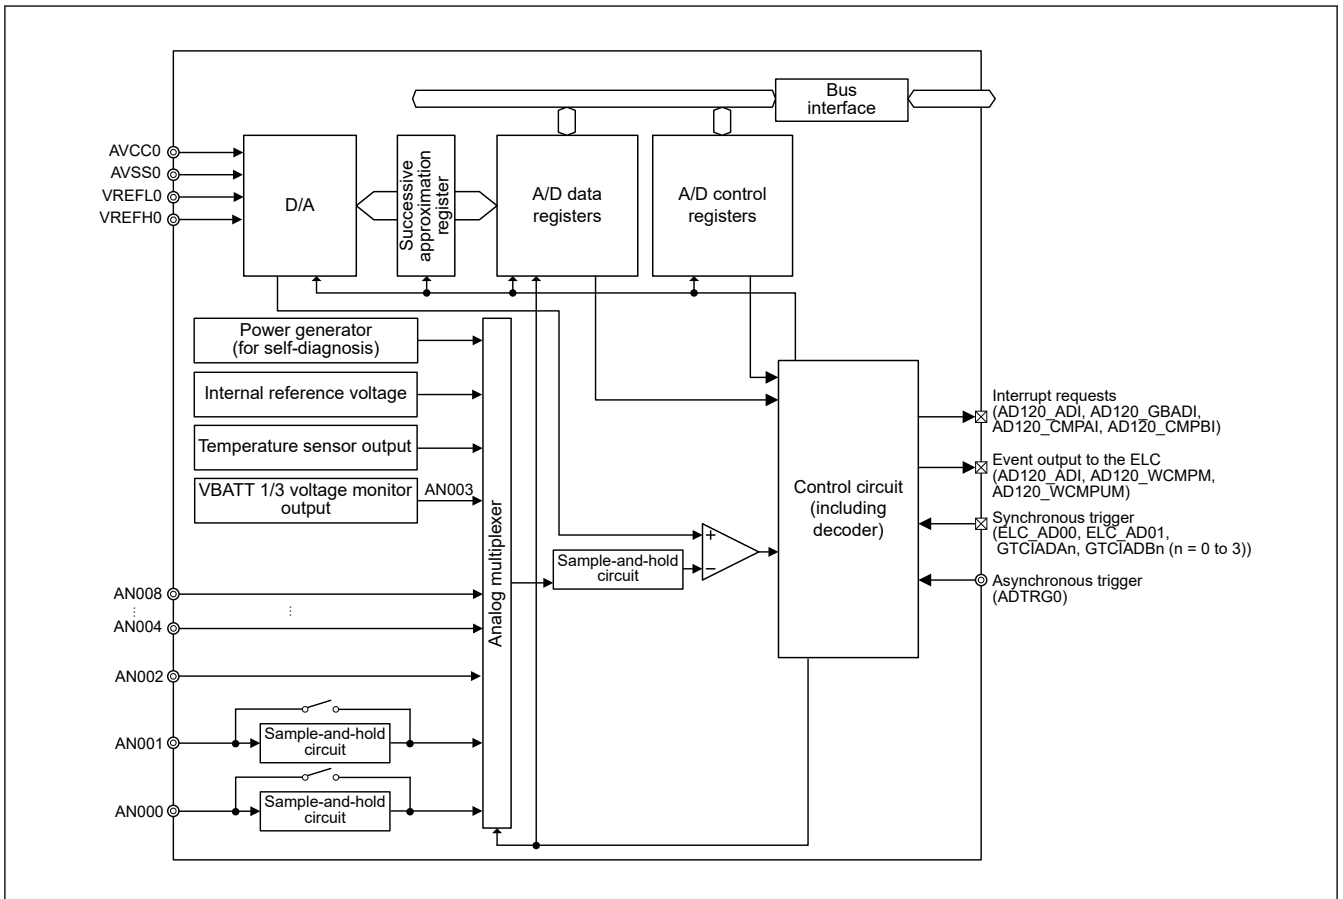 Bus
interface
AVCC0
AVSS0
VREFL0
VREFH0
D/A
Successive
approximation
register
A/D data
registers
A/D control
registers
Power generator
(for self-diagnosis)
Internal reference voltage
Temperature sensor output
VBATT 1/3 voltage monitor
output
AN003
Analog multiplexer
Sample-and-hold
circuit
+
−
Control circuit
(including
decoder)
Interrupt requests
(AD120_ADI, AD120_GBADI,
AD120_CMPAI, AD120_CMPBI)
Event output to the ELC
(AD120_ADI, AD120_WCMPM,
AD120_WCMPUM)
Synchronous trigger
(ELC_AD00, ELC_AD01,
GTCIADAn, GTCIADBn (n = 0 to 3))
Asynchronous trigger
(ADTRG0)
AN008
AN004
AN002
AN001
Sample-and-hold
circuit
AN000
Sample-and-hold
circuit